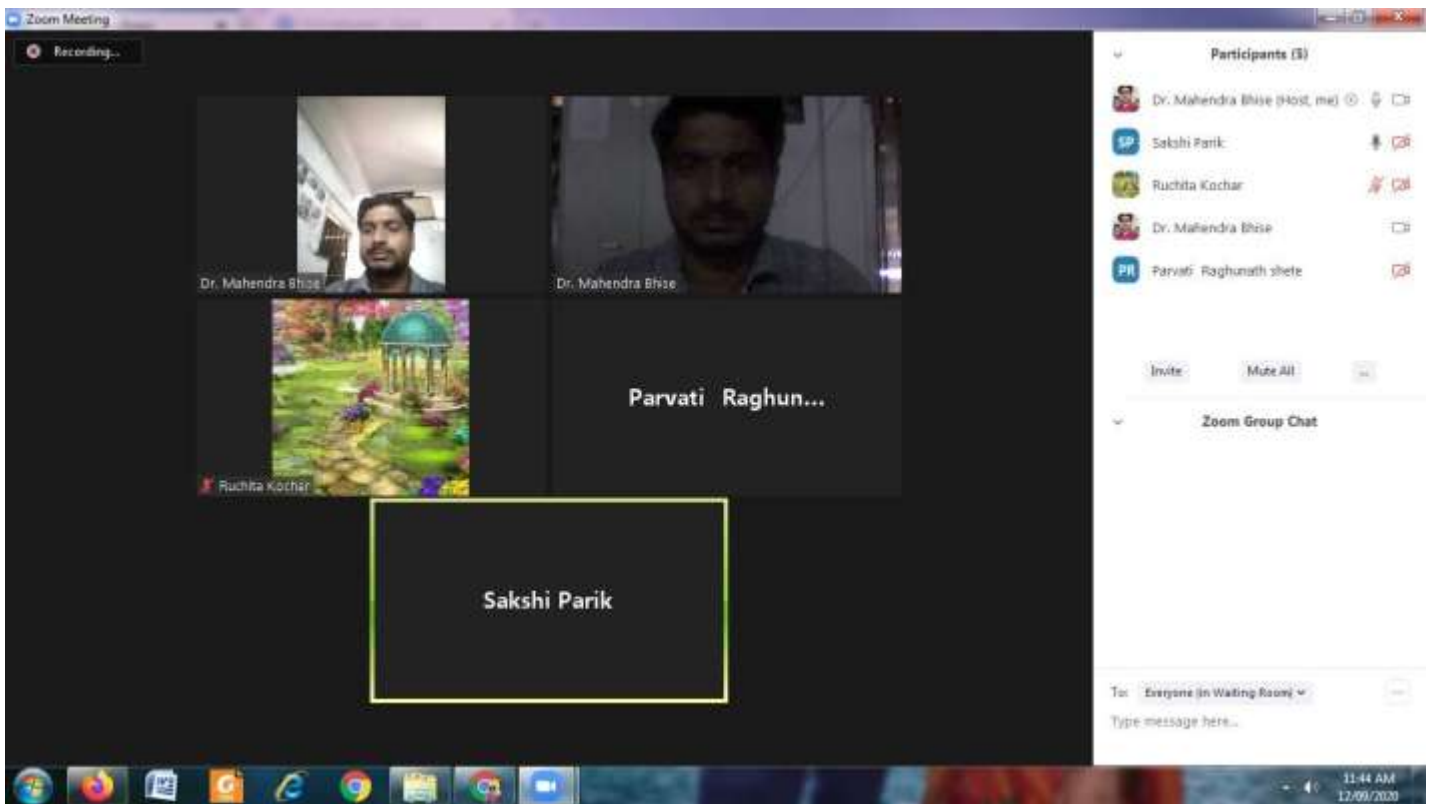 Zoom Meeting
Recording...
Participants (5)
Dr. Mahendra Bhise (Host, me)
SP Sakshi Parik
Ruchita Kochar
Dr. Mahendra Bhise
PR Parvati Raghunath shete
Dr. Mahendra Bhise
Dr. Mahendra Bhise
Ruchita Kochar
Parvati Raghun...
Sakshi Parik
Invite Mute All ...
Zoom Group Chat
To: Everyone (in Waiting Room)
Type message here...
11:44 AM
12/09/2020